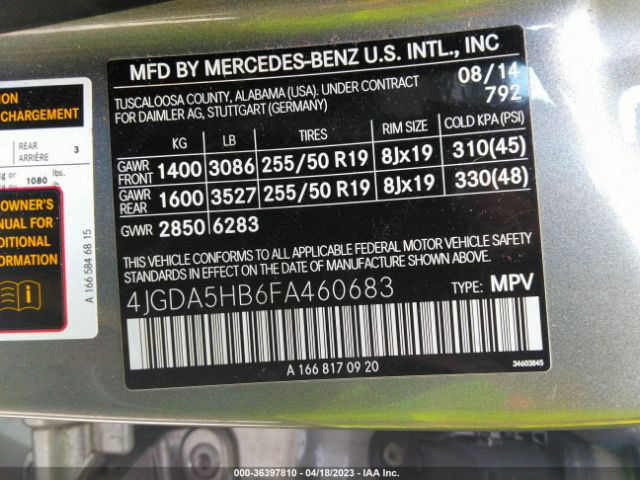 ION
CHARGEMENT
REAR
ARRIÈRE
3
kg or
lbs.
1080
OWNER'S
NUAL FOR
DITIONAL
ORMATION
A 166 584 68 15
MFD BY MERCEDES-BENZ U.S. INTL., INC
TUSCALOOSA COUNTY, ALABAMA (USA). UNDER CONTRACT
FOR DAIMLER AG, STUTTGART (GERMANY)
08/14
792
KG LB TIRES RIM SIZE COLD KPA (PSI)
GAWR FRONT 1400 3086 255/50 R19 8Jx19 310(45)
GAWR REAR 1600 3527 255/50 R19 8Jx19 330(48)
GVWR 2850 6283
THIS VEHICLE CONFORMS TO ALL APPLICABLE FEDERAL MOTOR VEHICLE SAFETY
STANDARDS IN EFFECT ON THE DATE OF MANUFACTURE SHOWN ABOVE.
4JGDA5HB6FA460683 TYPE: MPV
A 166 817 09 20
34603845
000-36397810 - 04/18/2023 - IAA Inc.